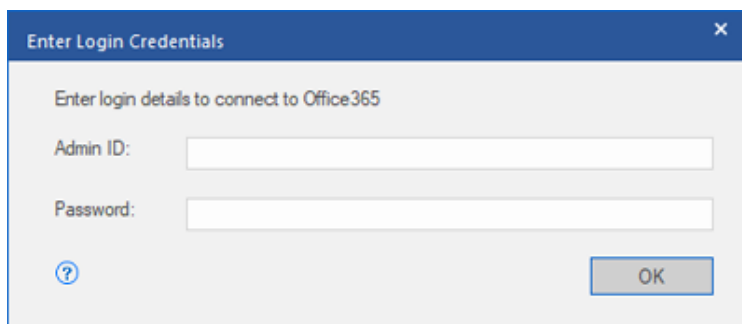 Enter Login Credentials
Enter login details to connect to Office365
Admin ID:
Password:
?
OK